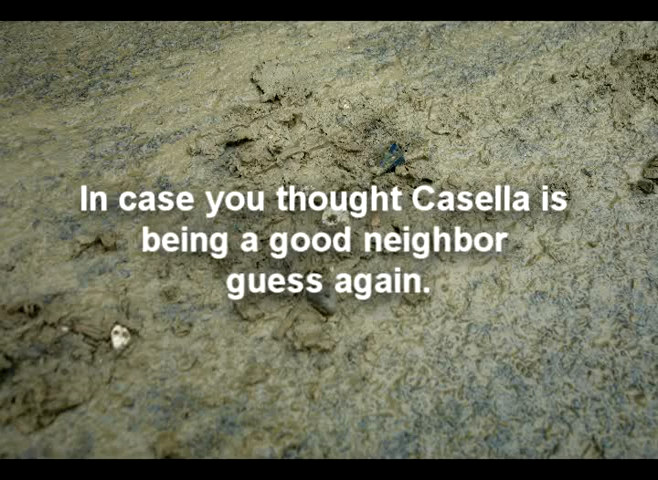 In case you thought Casella is
being a good neighbor
guess again.